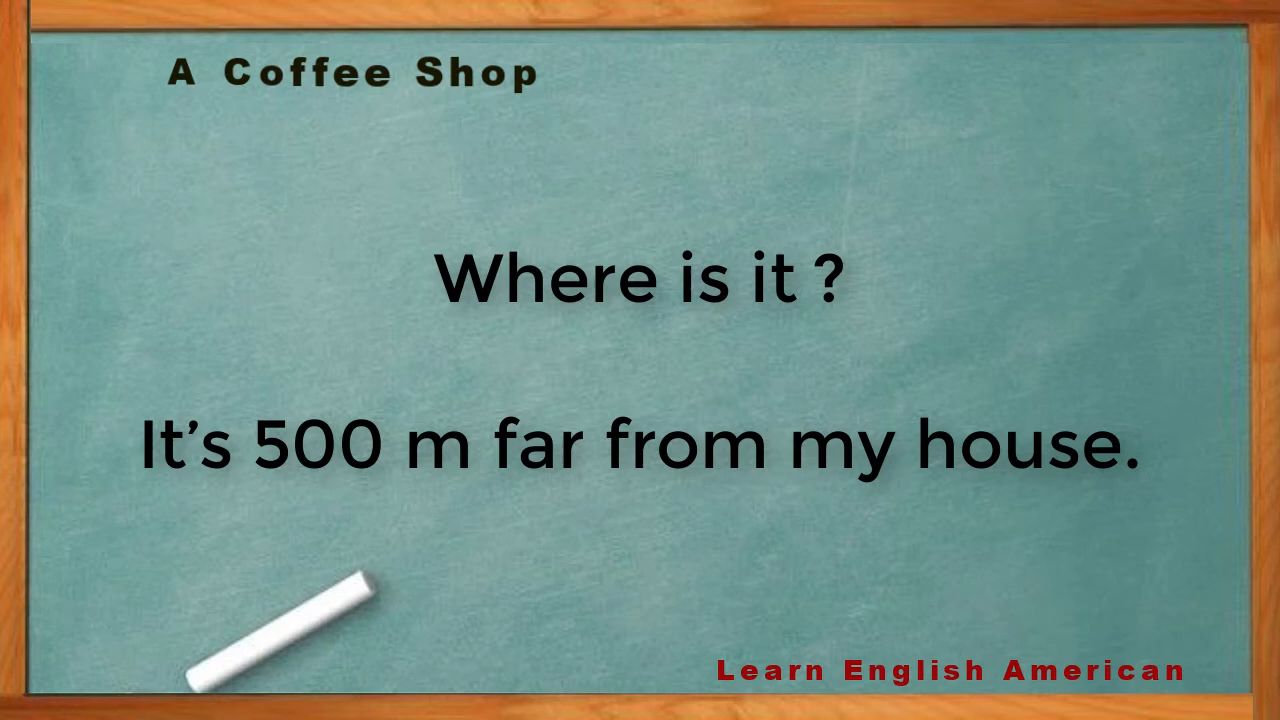 A Coffee Shop
Where is it ?
It’s 500 m far from my house.
Learn English American